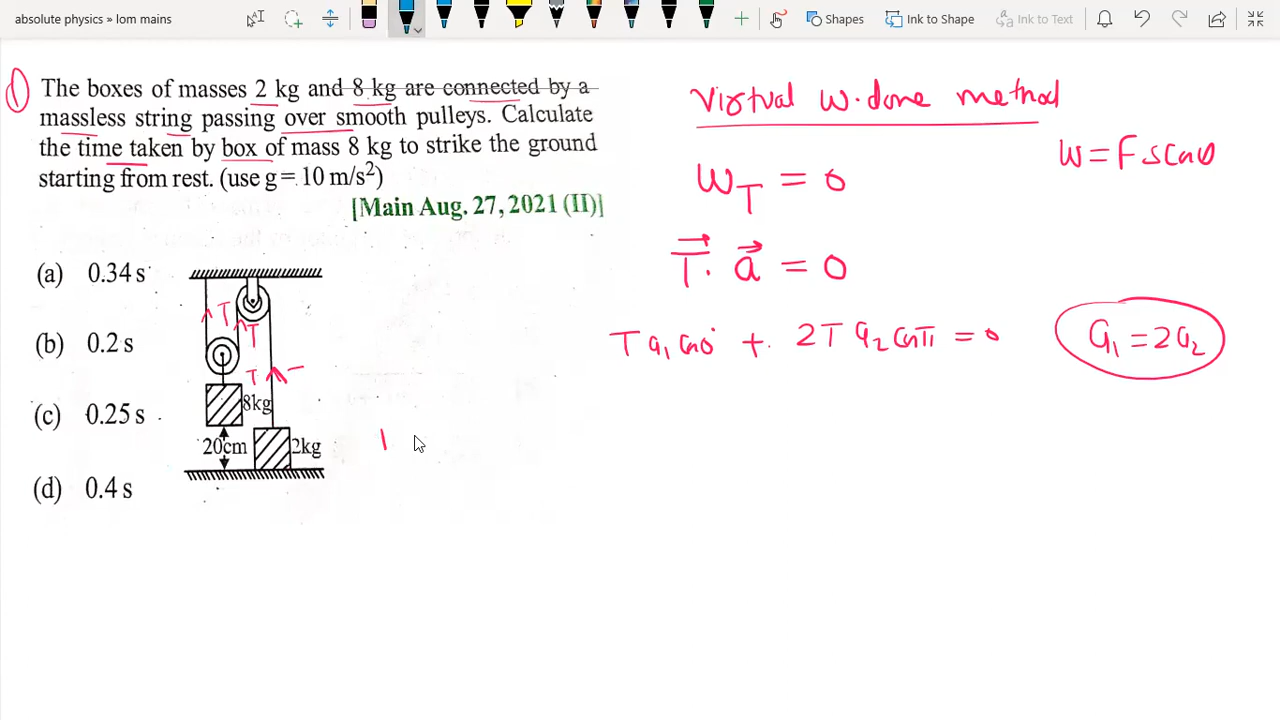 absolute physics » lom mains
Shapes
Ink to Shape
Ink to Text
The boxes of masses 2 kg and 8 kg are connected by a
massless string passing over smooth pulleys. Calculate
the time taken by box of mass 8 kg to strike the ground
starting from rest. (use g = 10 m/s²)
[Main Aug. 27, 2021 (II)]
(a) 0.34 s
(b) 0.2 s
(c) 0.25 s
(d) 0.4 s
T
T
T
8kg
20cm
2kg
Virtual w.done method
W = F s cosθ
W_T = 0
T⃗ . a⃗ = 0
T a₁ cos0° + 2T a₂ cosπ = 0
a₁ = 2a₂